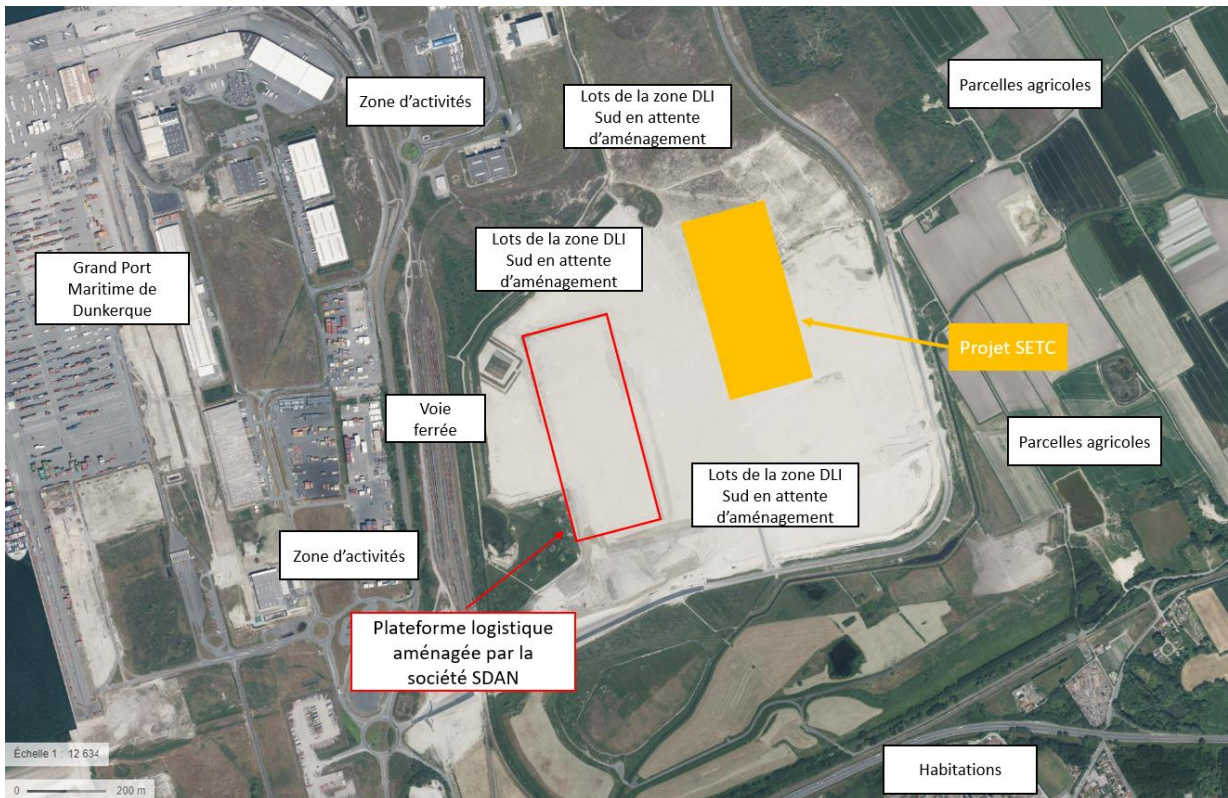 Parcelles agricoles
Lots de la zone DLI
Sud en attente
d'aménagement
Zone d'activités
Lots de la zone DLI
Sud en attente
d'aménagement
Grand Port
Maritime de
Dunkerque
Projet SETC
Voie
ferrée
Parcelles agricoles
Lots de la zone DLI
Sud en attente
d'aménagement
Zone d'activités
Plateforme logistique
aménagée par la
société SDAN
Échelle 1 : 12 634
Habitations
0 200 m